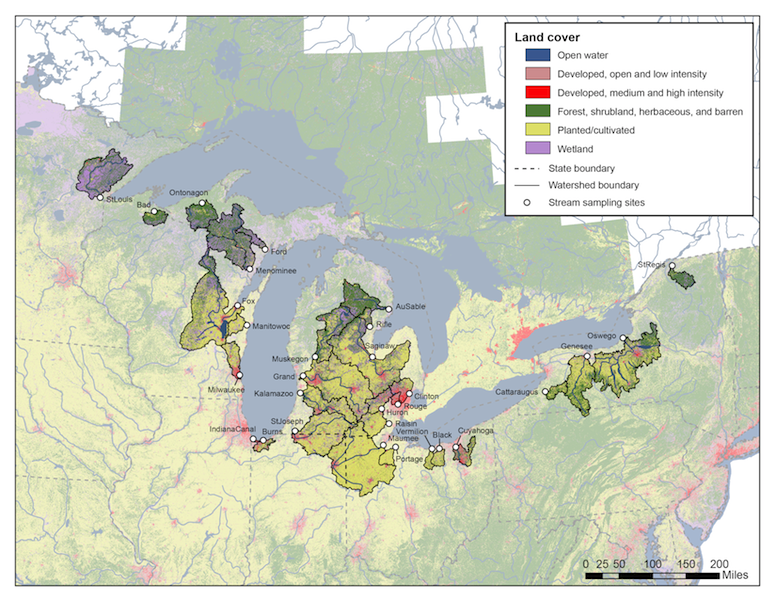 Land cover
Open water
Developed, open and low intensity
Developed, medium and high intensity
Forest, shrubland, herbaceous, and barren
Planted/cultivated
Wetland
State boundary
Watershed boundary
Stream sampling sites
StLouis
Bad
Ontonagon
Ford
Menominee
StRegis
Fox
Manitowoc
AuSable
Rifle
Oswego
Saginaw
Genesee
Muskegon
Grand
Milwaukee
Kalamazoo
Cattaraugus
Clinton
Rouge
Huron
StJoseph
Raisin
IndianaCanal
Burns
Vermilion
Black
Cuyahoga
Maumee
Portage
0 25 50 100 150 200
Miles